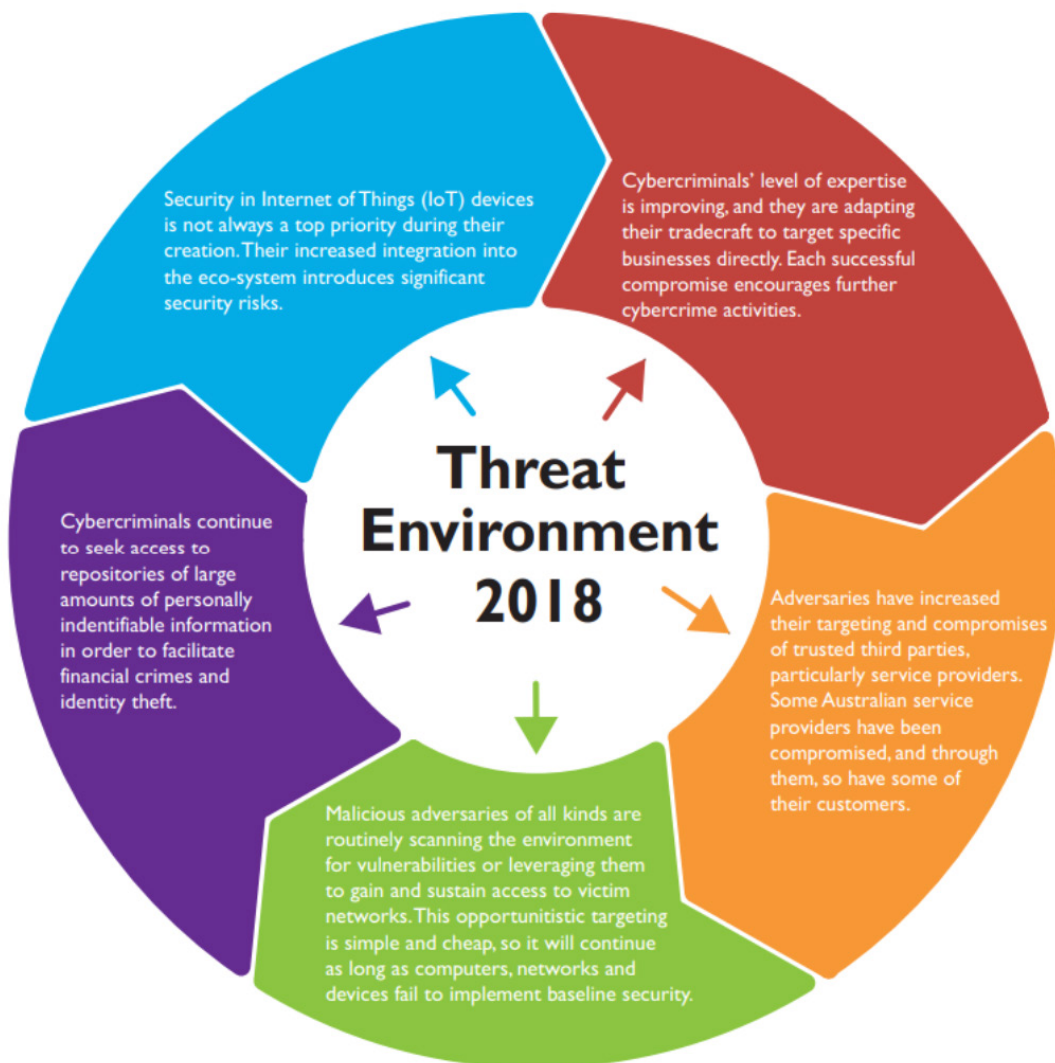 Security in Internet of Things (IoT) devices
is not always a top priority during their
creation. Their increased integration into
the eco-system introduces significant
security risks.
Cybercriminals' level of expertise
is improving, and they are adapting
their tradecraft to target specific
businesses directly. Each successful
compromise encourages further
cybercrime activities.
Threat
Environment
2018
Cybercriminals continue
to seek access to
repositories of large
amounts of personally
indentifiable information
in order to facilitate
financial crimes and
identity theft.
Adversaries have increased
their targeting and compromises
of trusted third parties,
particularly service providers.
Some Australian service
providers have been
compromised, and through
them, so have some of
their customers.
Malicious adversaries of all kinds are
routinely scanning the environment
for vulnerabilities or leveraging them
to gain and sustain access to victim
networks. This opportunitistic targeting
is simple and cheap, so it will continue
as long as computers, networks and
devices fail to implement baseline security.